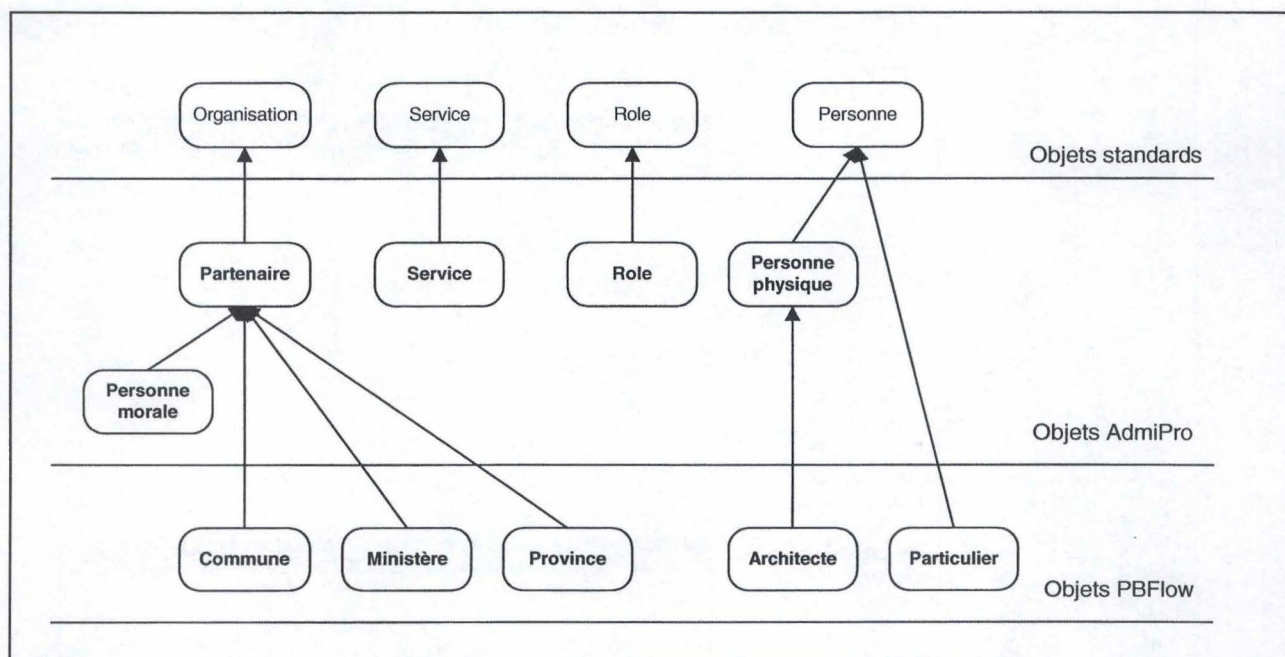 Organisation
Service
Role
Personne
Objets standards
Partenaire
Service
Role
Personne
physique
Personne
morale
Objets AdmiPro
Commune
Ministère
Province
Architecte
Particulier
Objets PBFlow